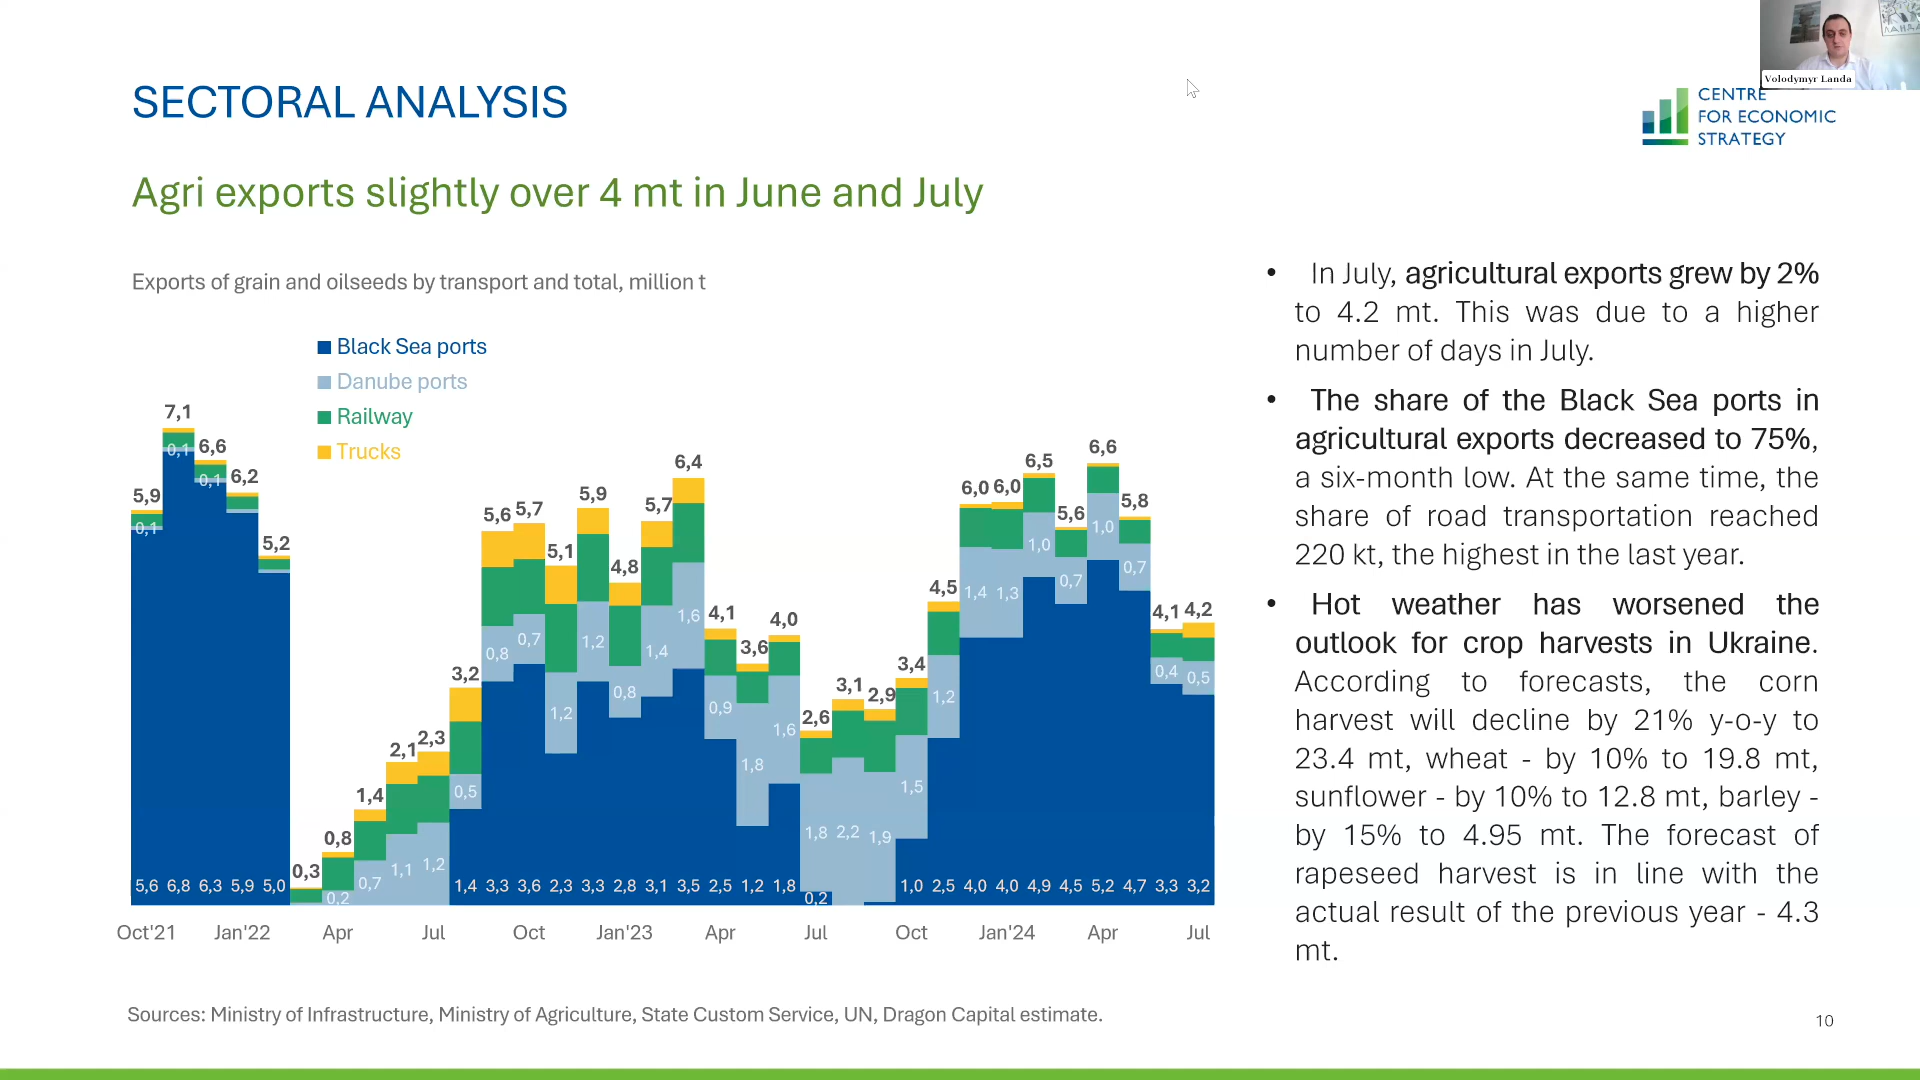 Volodymyr Landa
CENTRE
FOR ECONOMIC
STRATEGY
SECTORAL ANALYSIS
Agri exports slightly over 4 mt in June and July
Exports of grain and oilseeds by transport and total, million t
Black Sea ports
Danube ports
Railway
Trucks
5,9 7,1 6,6 6,2 5,2 0,3 0,8 1,4 2,1 2,3 3,2 5,6 5,7 5,1 5,9 4,8 5,7 6,4 4,1 3,6 4,0 2,6 3,1 2,9 3,4 4,5 6,0 6,0 6,5 5,6 6,6 5,8 4,1 4,2
0,1 0,1 0,1 0,2 0,7 1,1 1,2 0,5 0,8 0,7 1,2 1,2 0,8 1,4 1,6 0,9 1,8 1,6 1,8 2,2 1,9 1,5 1,2 1,4 1,3 1,0 0,7 1,0 0,7 0,4 0,5
5,6 6,8 6,3 5,9 5,0 1,4 3,3 3,6 2,3 3,3 2,8 3,1 3,5 2,5 1,2 1,8 0,2 1,0 2,5 4,0 4,0 4,9 4,5 5,2 4,7 3,3 3,2
Oct'21 Jan'22 Apr Jul Oct Jan'23 Apr Jul Oct Jan'24 Apr Jul
• In July, agricultural exports grew by 2%
to 4.2 mt. This was due to a higher
number of days in July.
• The share of the Black Sea ports in
agricultural exports decreased to 75%,
a six-month low. At the same time, the
share of road transportation reached
220 kt, the highest in the last year.
• Hot weather has worsened the
outlook for crop harvests in Ukraine.
According to forecasts, the corn
harvest will decline by 21% y-o-y to
23.4 mt, wheat - by 10% to 19.8 mt,
sunflower - by 10% to 12.8 mt, barley -
by 15% to 4.95 mt. The forecast of
rapeseed harvest is in line with the
actual result of the previous year - 4.3
mt.
Sources: Ministry of Infrastructure, Ministry of Agriculture, State Custom Service, UN, Dragon Capital estimate.
10